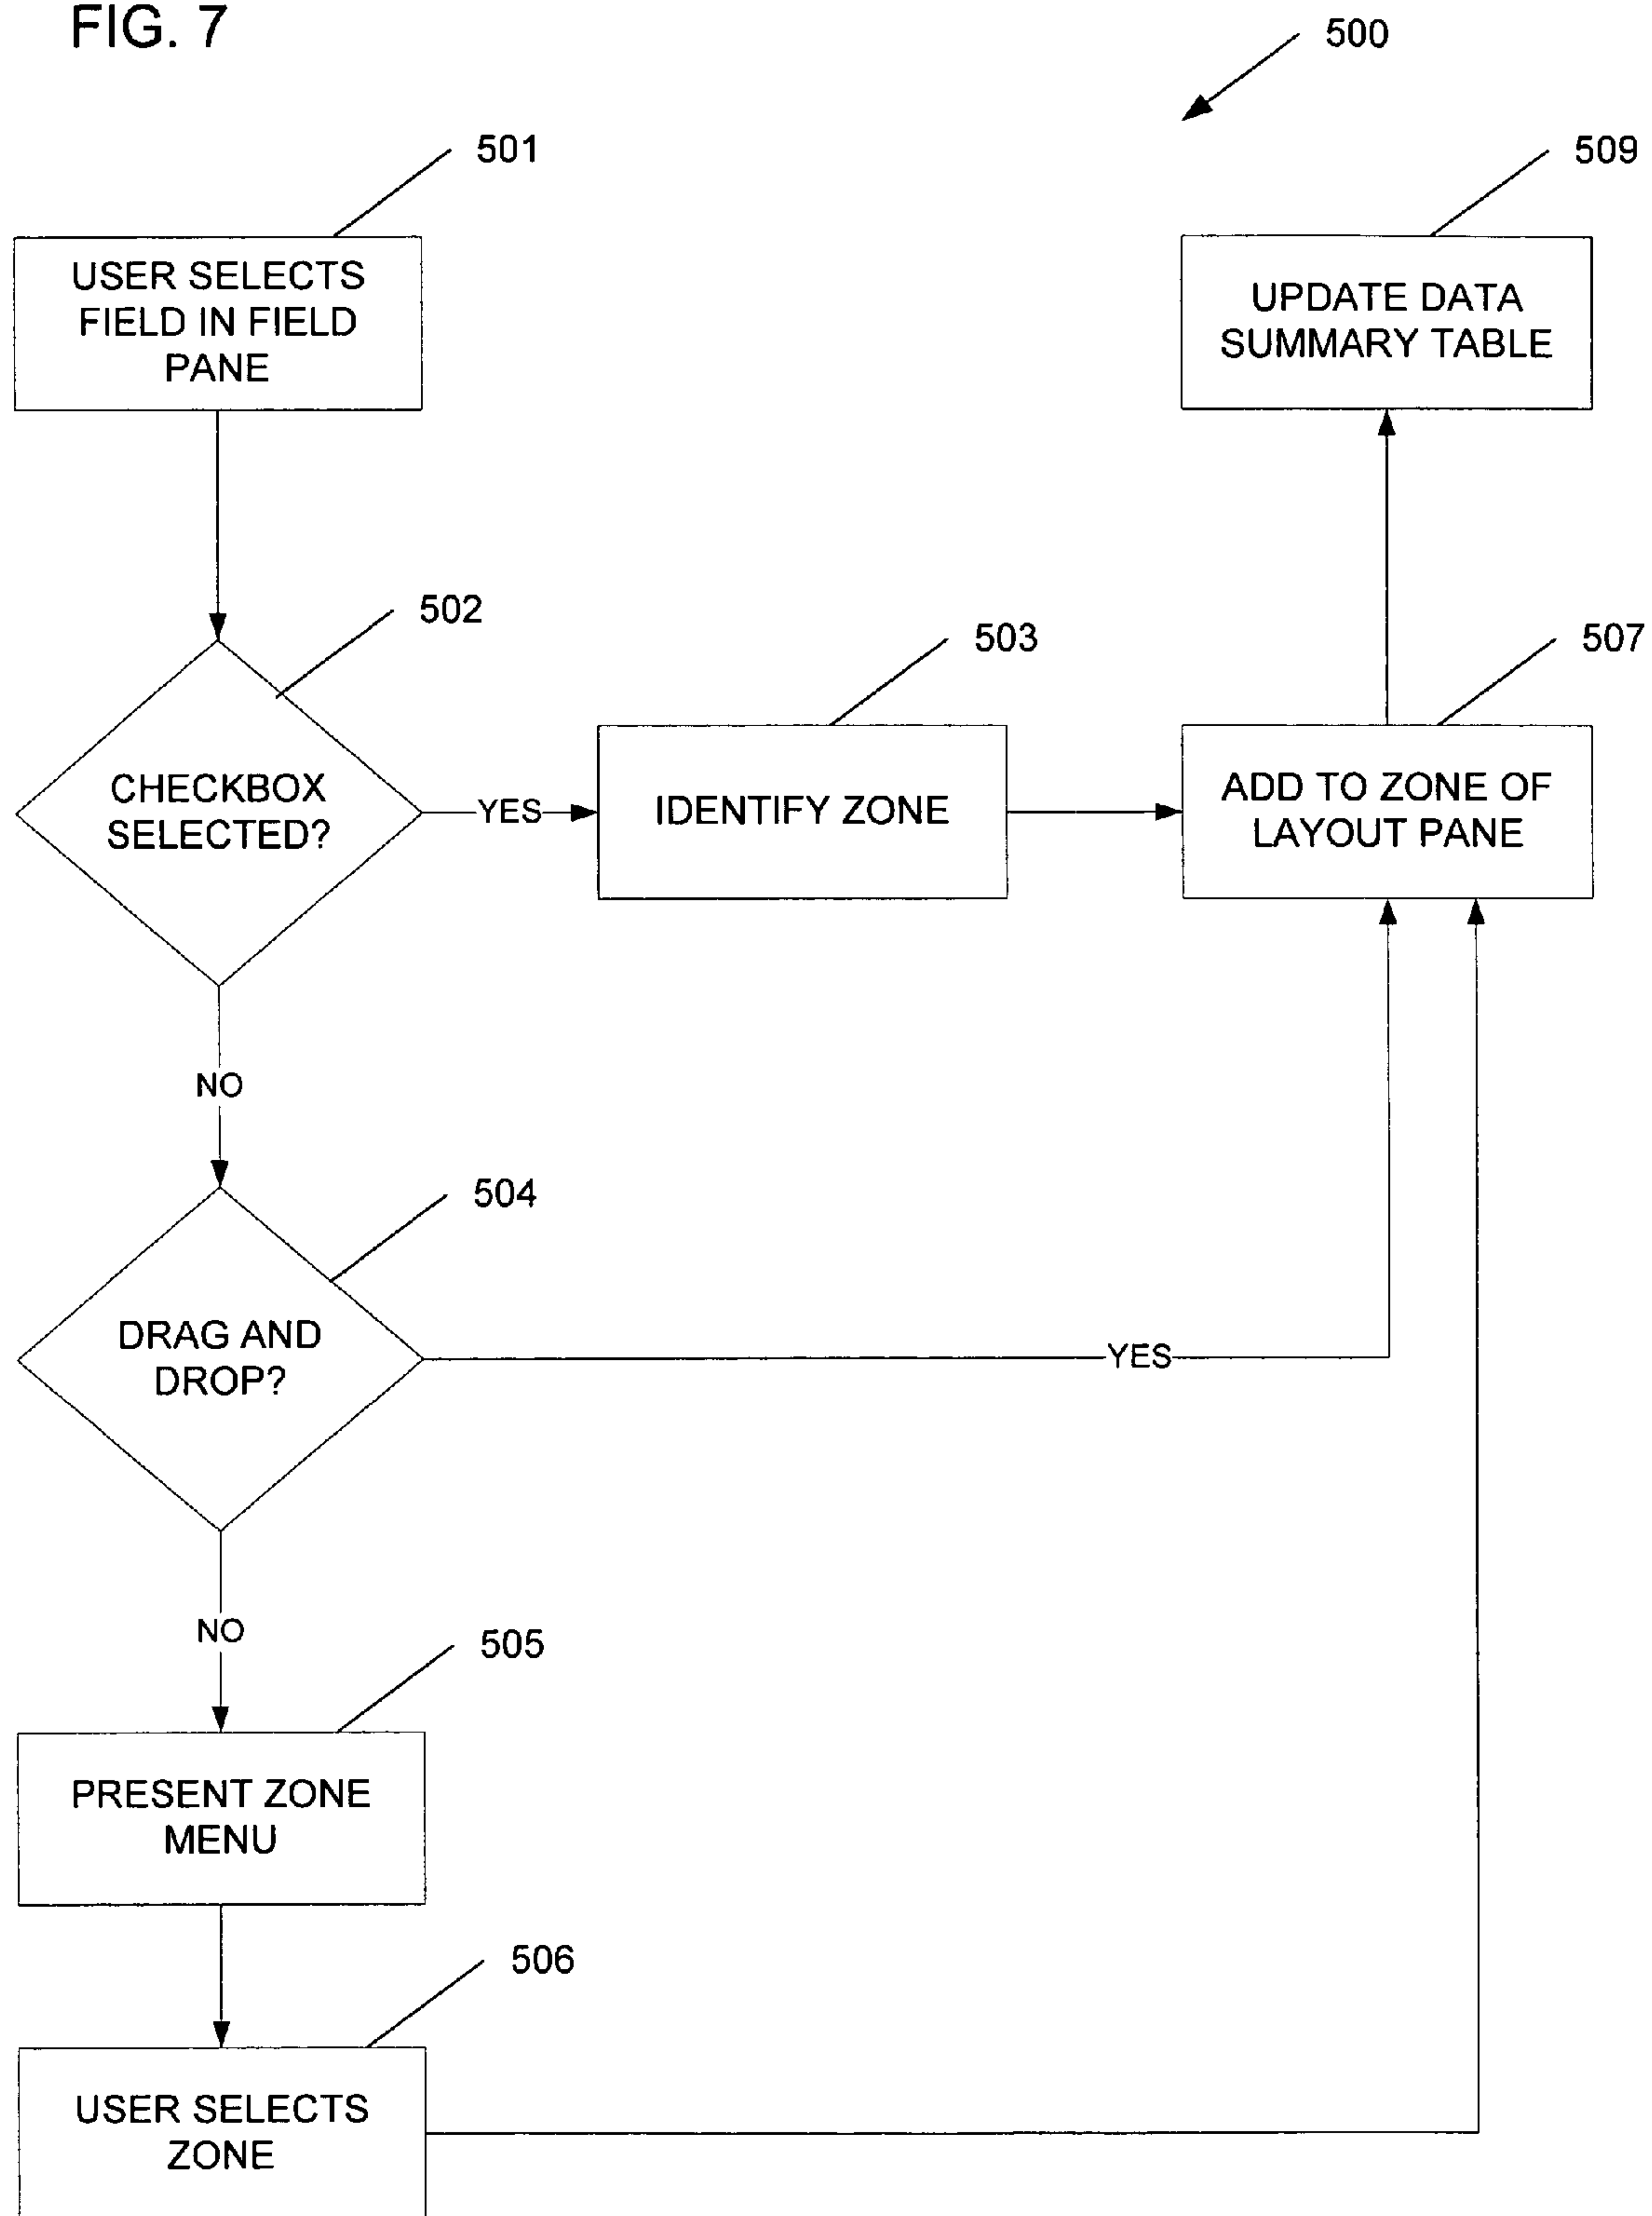 FIG. 7
500
501
509
USER SELECTS
FIELD IN FIELD
PANE
UPDATE DATA
SUMMARY TABLE
502
503
507
CHECKBOX
SELECTED?
YES
IDENTIFY ZONE
ADD TO ZONE OF
LAYOUT PANE
NO
504
DRAG AND
DROP?
YES
NO
505
PRESENT ZONE
MENU
506
USER SELECTS
ZONE